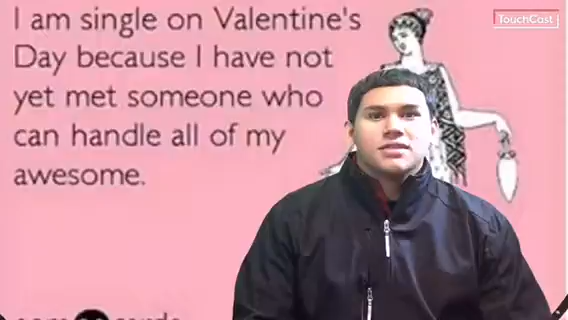 TouchCast
I am single on Valentine's
Day because I have not
yet met someone who
can handle all of my
awesome.